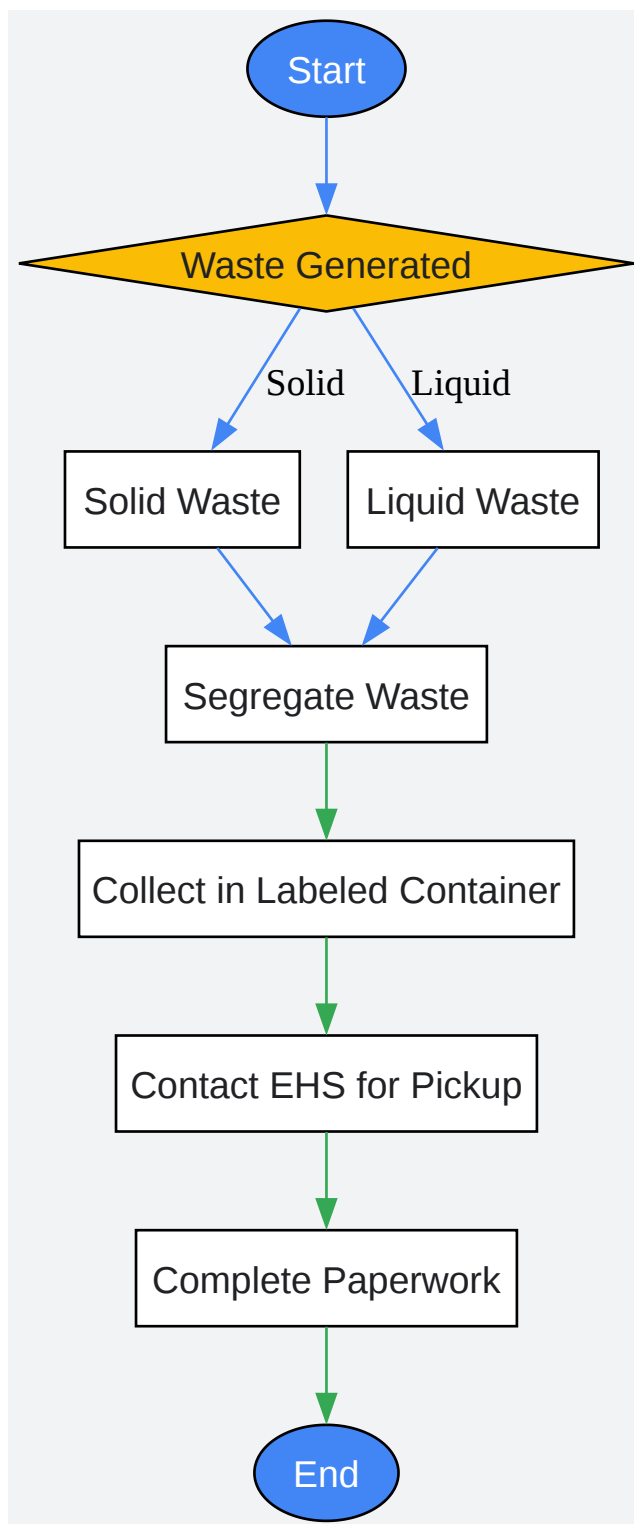 Start
Waste Generated
Solid
Liquid
Solid Waste
Liquid Waste
Segregate Waste
Collect in Labeled Container
Contact EHS for Pickup
Complete Paperwork
End